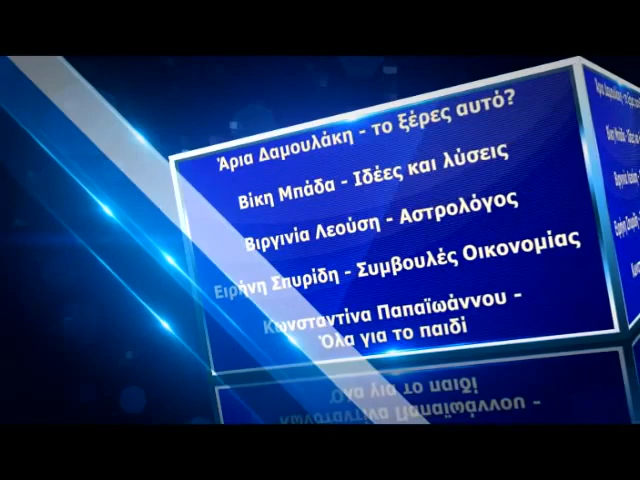 Άρια Δαμουλάκη - το ξέρες αυτό?
Βίκη Μπάδα - Ιδέες και λύσεις
Βιργινία Λεούση - Αστρολόγος
Ειρήνη Σπυρίδη - Συμβουλές Οικονομίας
Κωνσταντίνα Παπαϊωάννου -
Όλα για το παιδί